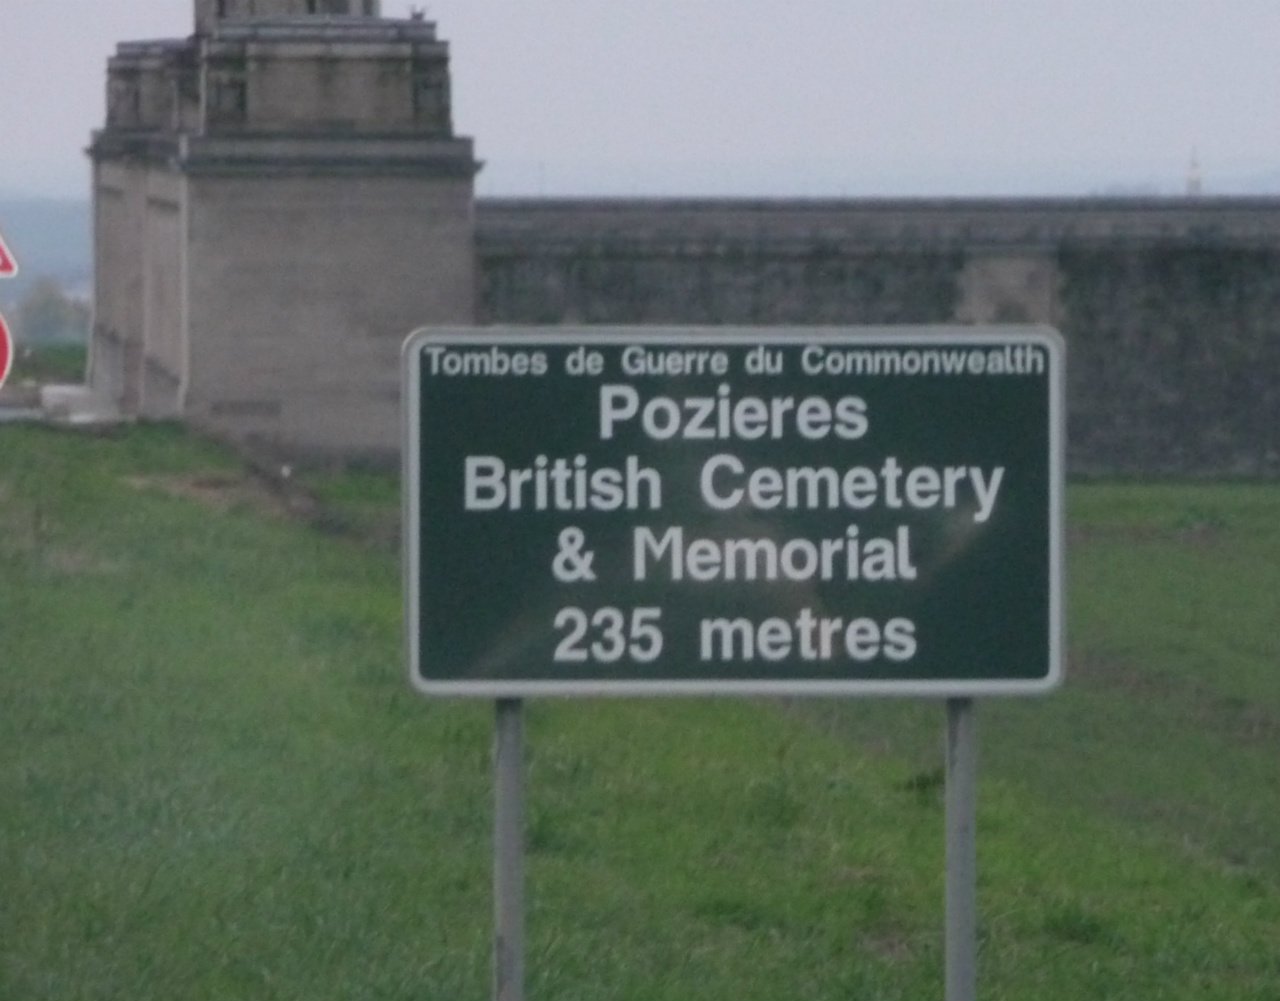 Tombes de Guerre du Commonwealth
Pozieres
British Cemetery
& Memorial
235 metres